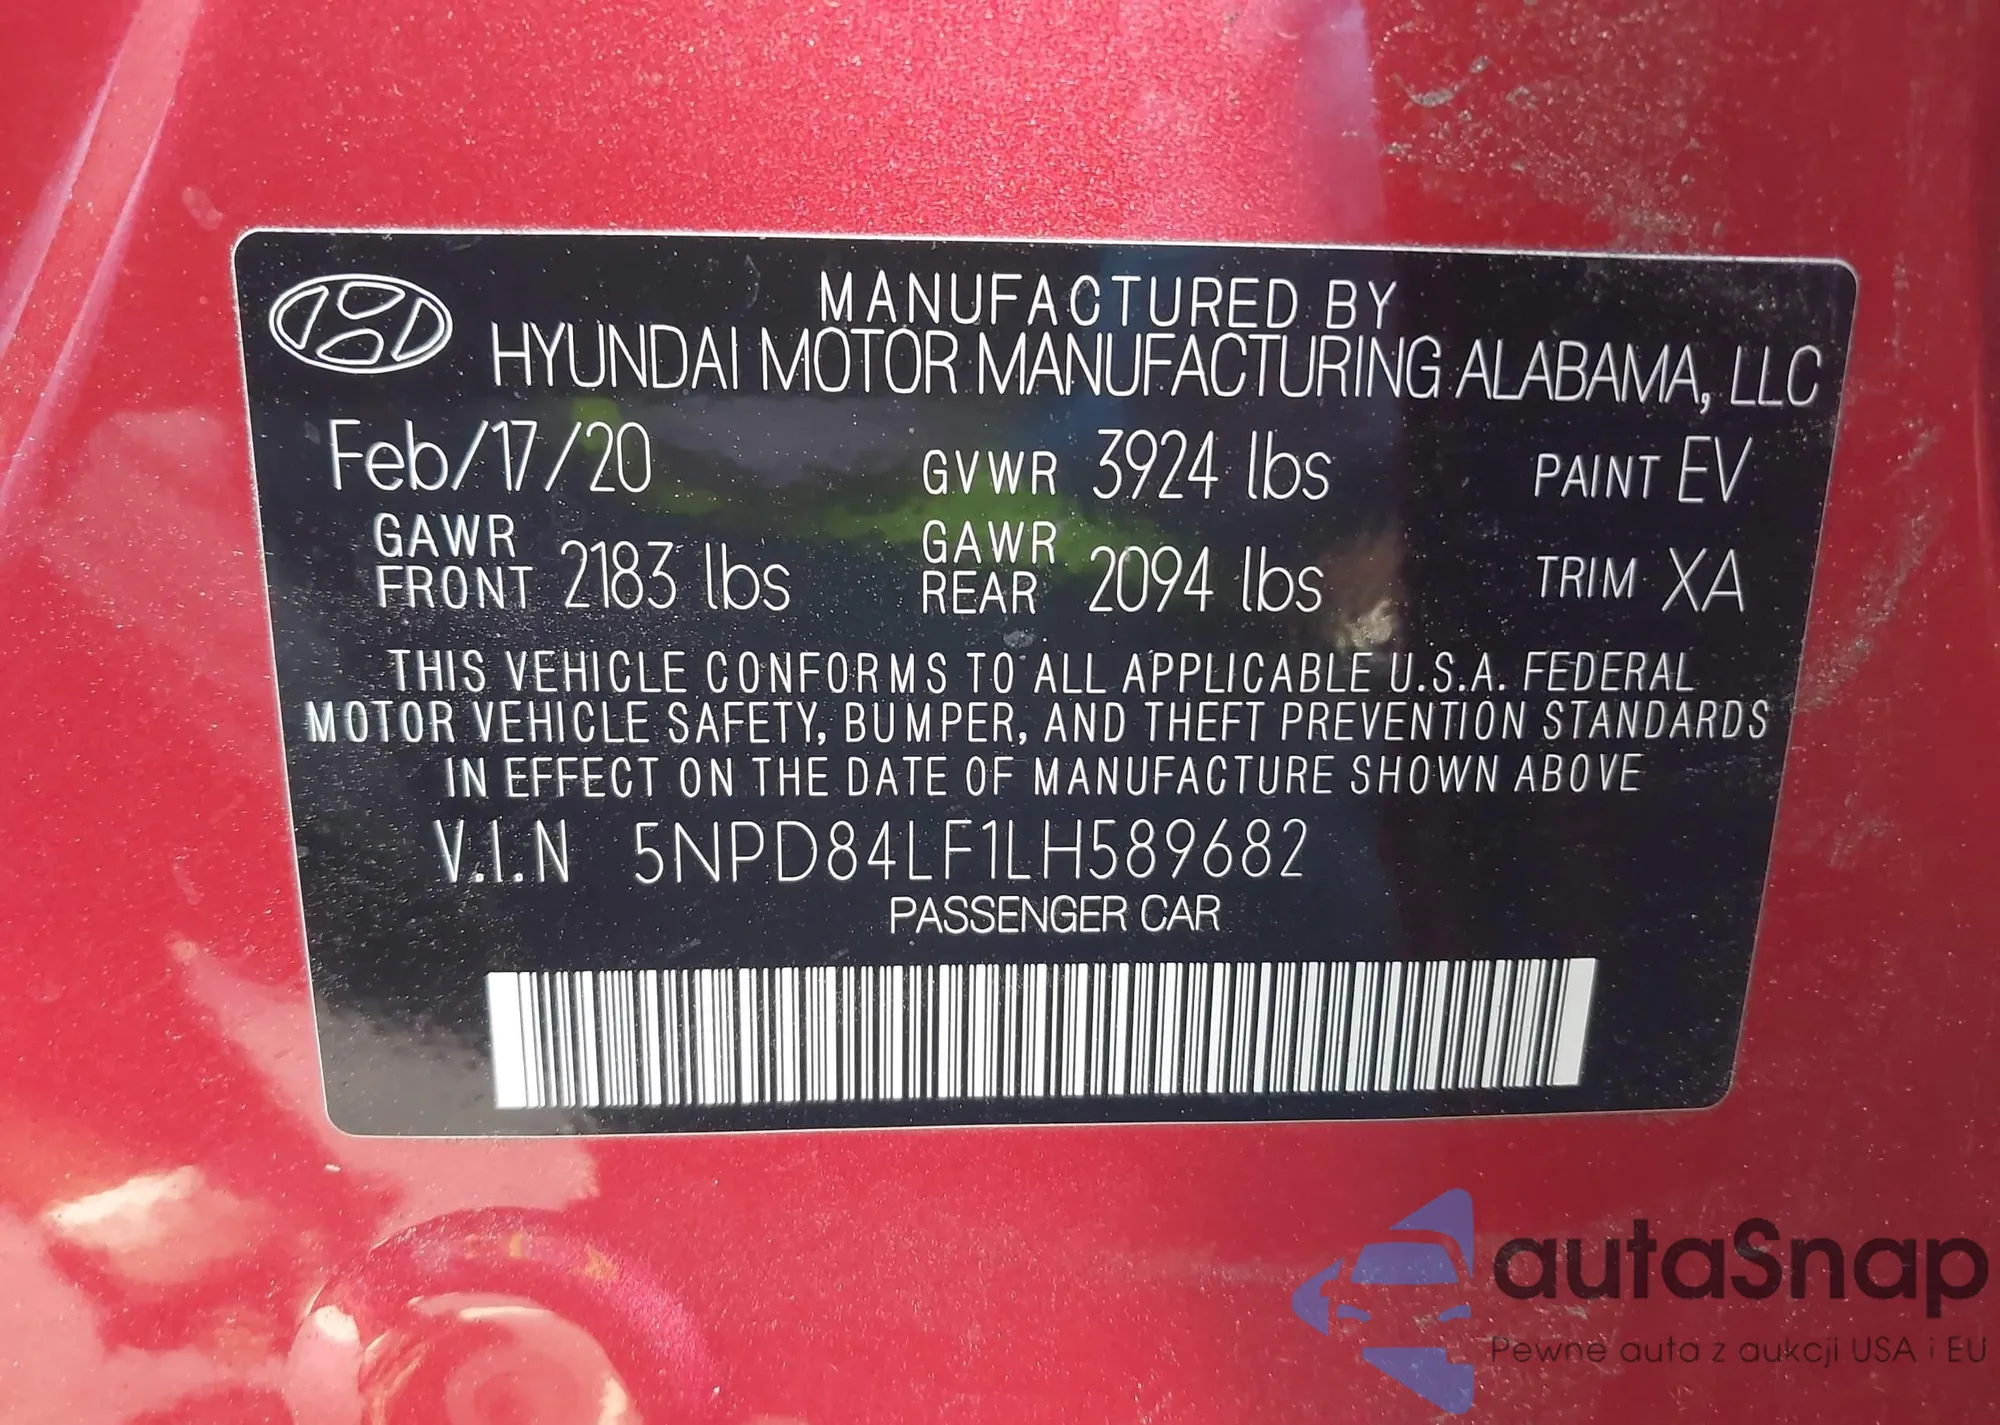 MANUFACTURED BY
HYUNDAI MOTOR MANUFACTURING ALABAMA, LLC
Feb/17/20 GVWR 3924 lbs PAINT EV
GAWR FRONT 2183 lbs GAWR REAR 2094 lbs TRIM XA
THIS VEHICLE CONFORMS TO ALL APPLICABLE U.S.A. FEDERAL
MOTOR VEHICLE SAFETY, BUMPER, AND THEFT PREVENTION STANDARDS
IN EFFECT ON THE DATE OF MANUFACTURE SHOWN ABOVE
V.I.N 5NPD84LF1LH589682
PASSENGER CAR
autaSnap
Pewne auta z aukcji USA i EU